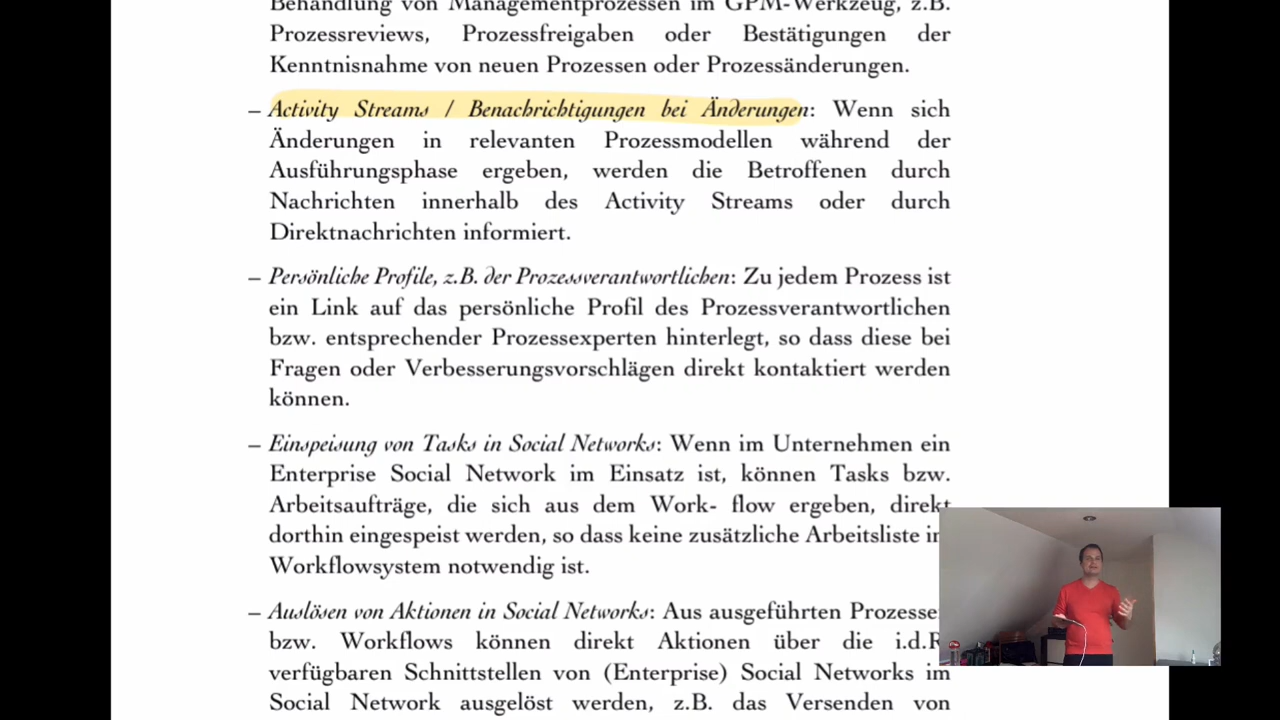 Behandlung von Managementprozessen im GPM-Werkzeug, z.B.
Prozessreviews, Prozessfreigaben oder Bestätigungen der
Kenntnisnahme von neuen Prozessen oder Prozessänderungen.
– Activity Streams / Benachrichtigungen bei Änderungen: Wenn sich
Änderungen in relevanten Prozessmodellen während der
Ausführungsphase ergeben, werden die Betroffenen durch
Nachrichten innerhalb des Activity Streams oder durch
Direktnachrichten informiert.
– Persönliche Profile, z.B. der Prozessverantwortlichen: Zu jedem Prozess ist
ein Link auf das persönliche Profil des Prozessverantwortlichen
bzw. entsprechender Prozessexperten hinterlegt, so dass diese bei
Fragen oder Verbesserungsvorschlägen direkt kontaktiert werden
können.
– Einspeisung von Tasks in Social Networks: Wenn im Unternehmen ein
Enterprise Social Network im Einsatz ist, können Tasks bzw.
Arbeitsaufträge, die sich aus dem Work- flow ergeben, direkt
dorthin eingespeist werden, so dass keine zusätzliche Arbeitsliste im
Workflowsystem notwendig ist.
– Auslösen von Aktionen in Social Networks: Aus ausgeführten Prozessen
bzw. Workflows können direkt Aktionen über die i.d.R.
verfügbaren Schnittstellen von (Enterprise) Social Networks im
Social Network ausgelöst werden, z.B. das Versenden von